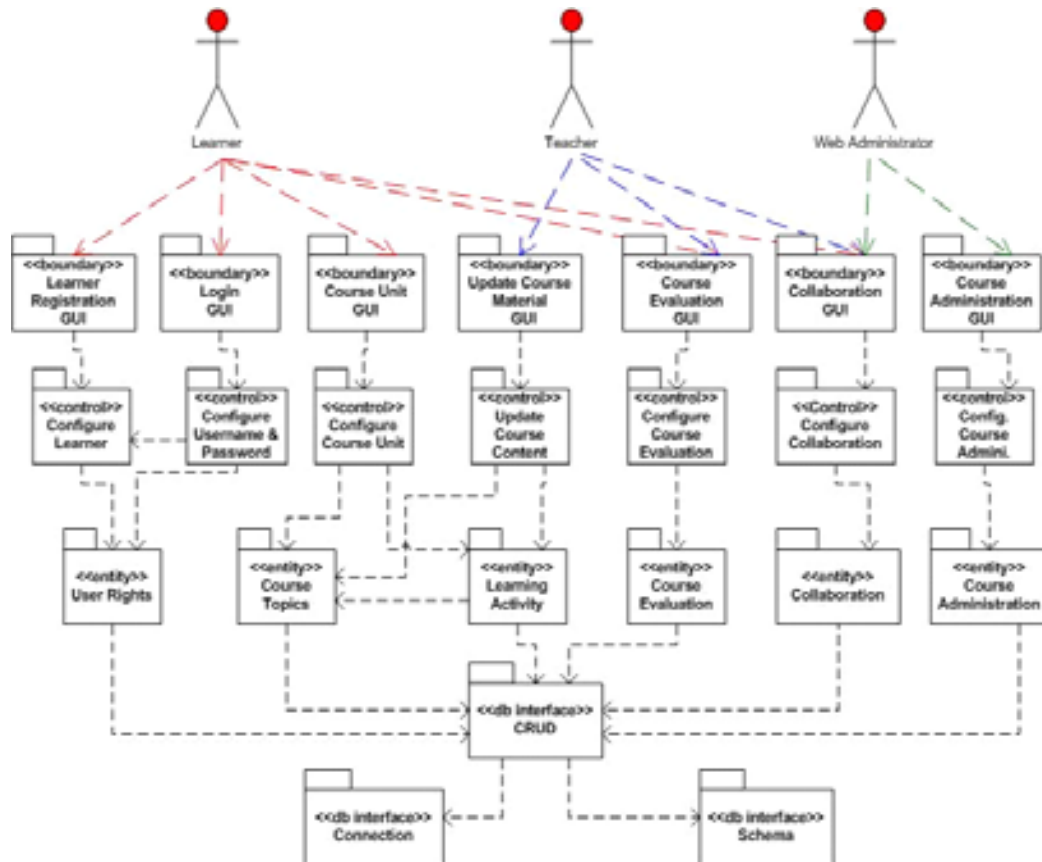 Learner
Teacher
Web Administrator
<<boundary>>
Learner
Registration
GUI
<<boundary>>
Login
GUI
<<boundary>>
Course Unit
GUI
<<boundary>>
Update Course
Material
GUI
<<boundary>>
Course
Evaluation
GUI
<<boundary>>
Collaboration
GUI
<<boundary>>
Course
Administration
GUI
<<control>>
Configure
Learner
<<control>>
Configure
Username &
Password
<<control>>
Configure
Course Unit
<<control>>
Update
Course
Content
<<control>>
Configure
Course
Evaluation
<<Control>>
Configure
Collaboration
<<control>>
Config.
Course
Admini.
<<entity>>
User Rights
<<entity>>
Course
Topics
<<entity>>
Learning
Activity
<<entity>>
Course
Evaluation
<<entity>>
Collaboration
<<entity>>
Course
Administration
<<db interface>>
CRUD
<<db interface>>
Connection
<<db interface>>
Schema